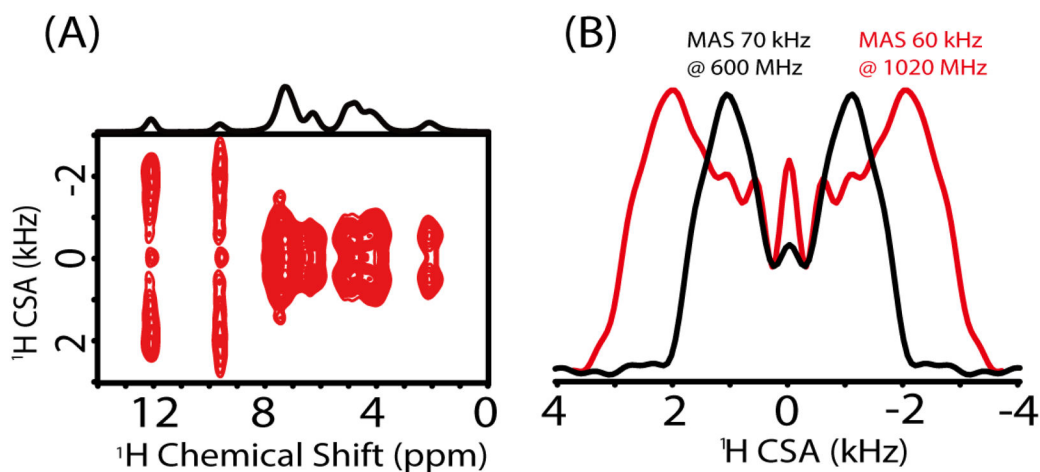 (A)
-2
0
2
¹H CSA (kHz)
12
8
4
0
¹H Chemical Shift (ppm)
(B)
MAS 70 kHz
@ 600 MHz
MAS 60 kHz
@ 1020 MHz
4
2
0
-2
-4
¹H CSA (kHz)